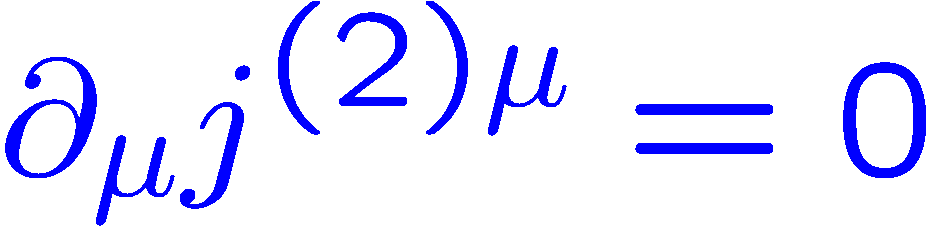 ∂_μ j^{(2)μ} = 0